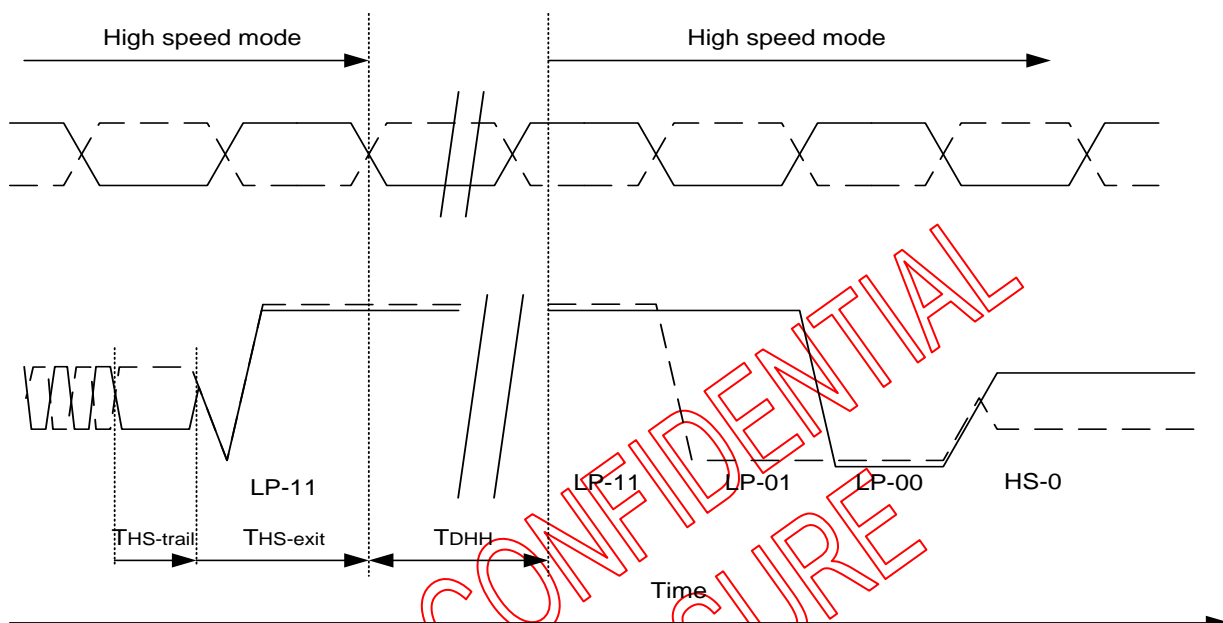 High speed mode
High speed mode
LP-11
LP-11
LP-01
LP-00
HS-0
THS-trail
THS-exit
TDHH
Time
CONFIDENTIAL
SURE